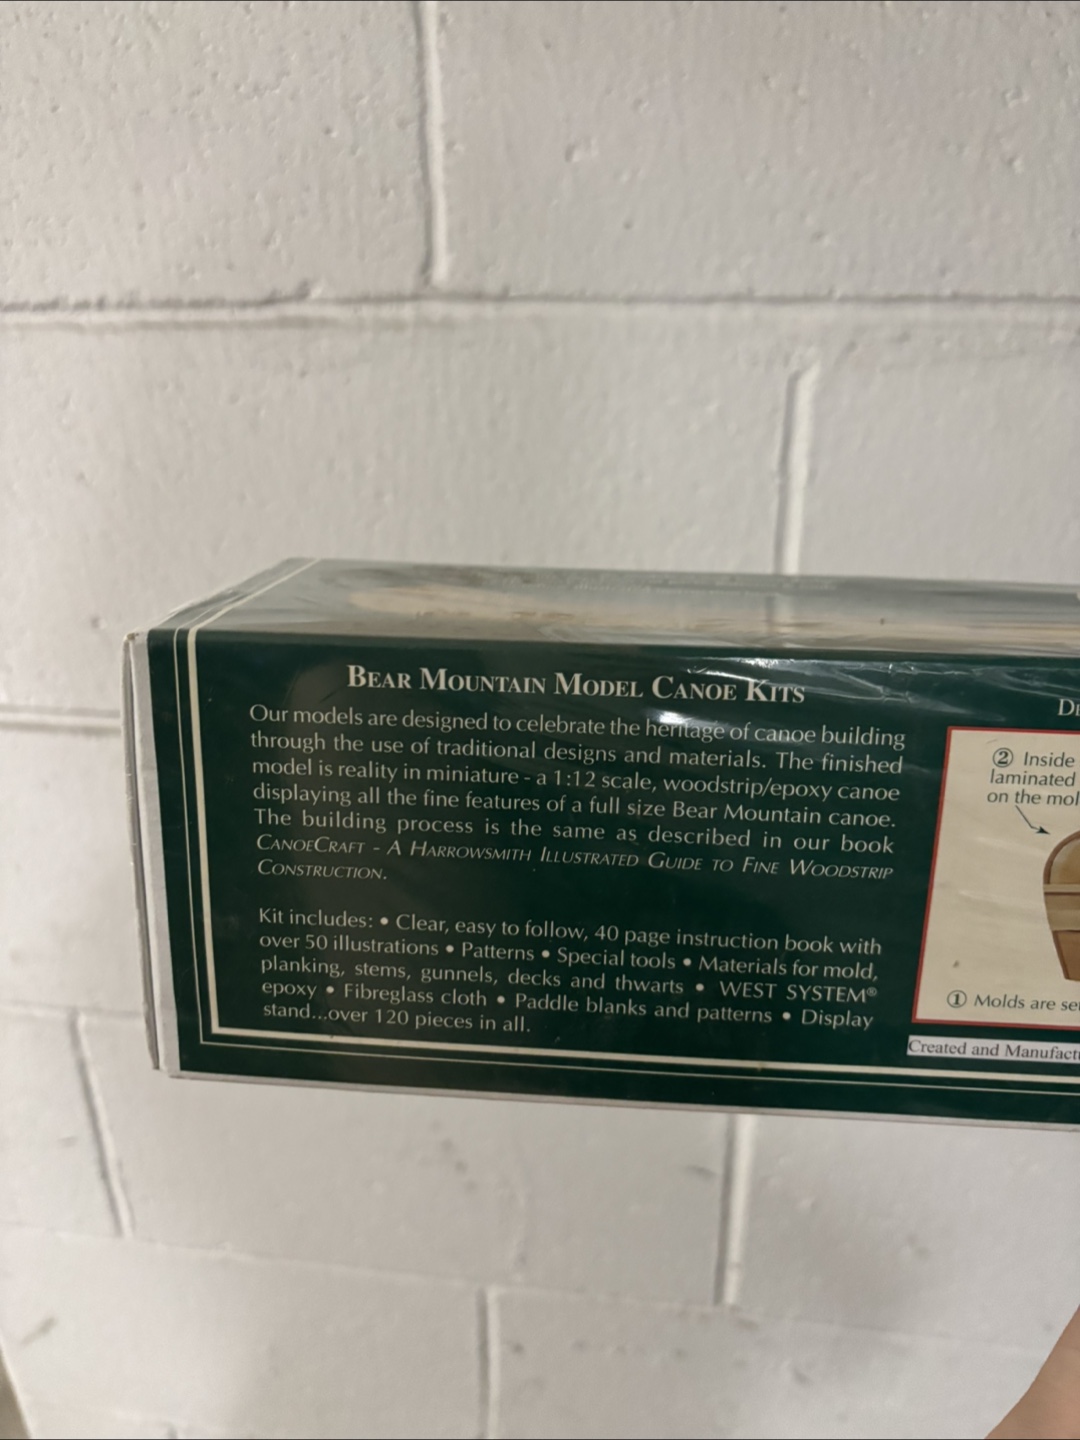 BEAR MOUNTAIN MODEL CANOE KITS
Our models are designed to celebrate the heritage of canoe building
through the use of traditional designs and materials. The finished
model is reality in miniature - a 1:12 scale, woodstrip/epoxy canoe
displaying all the fine features of a full size Bear Mountain canoe.
The building process is the same as described in our book
CANOECRAFT - A HARROWSMITH ILLUSTRATED GUIDE TO FINE WOODSTRIP
CONSTRUCTION.
Kit includes: • Clear, easy to follow, 40 page instruction book with
over 50 illustrations • Patterns • Special tools • Materials for mold,
planking, stems, gunnels, decks and thwarts • WEST SYSTEM®
epoxy • Fibreglass cloth • Paddle blanks and patterns • Display
stand...over 120 pieces in all.
② Inside
laminated
on the
① Molds are
Created and